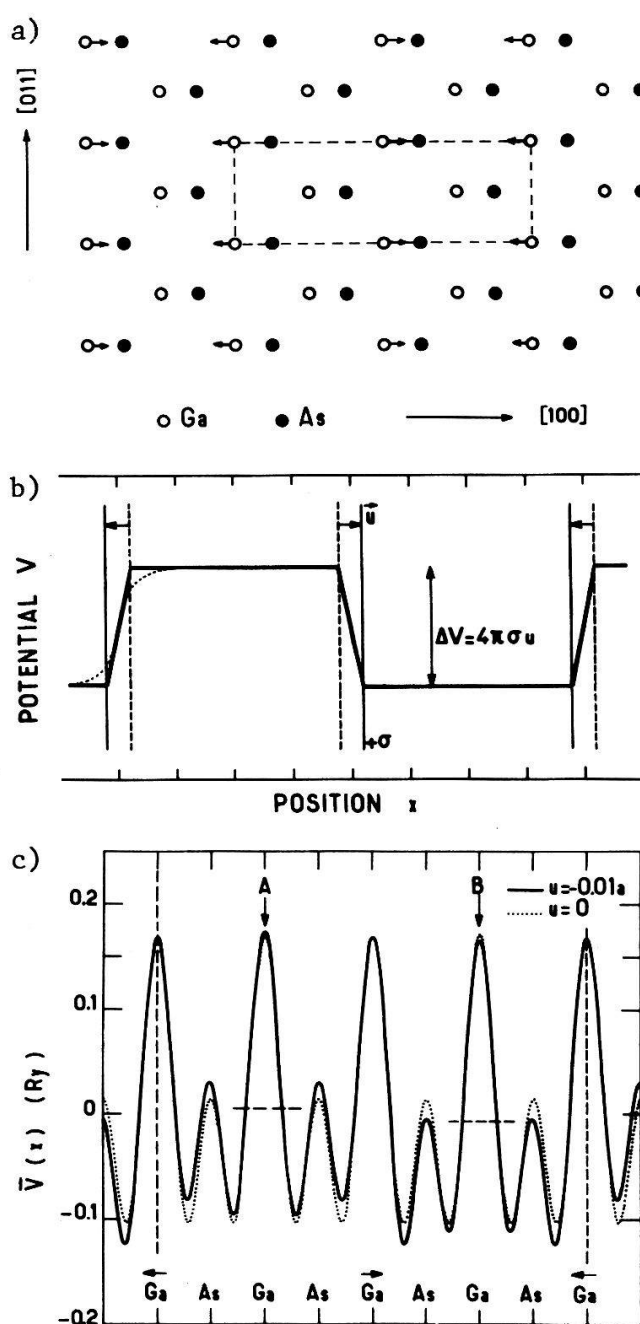 a)
[011]
Ga
As
[100]
b)
POTENTIAL V
u
ΔV=4πσu
+σ
POSITION x
c)
A
B
u=-0.01a
u=0
0.2
0.1
0
-0.1
-0.2
V̄(x) (Ry)
Ga As Ga As Ga As Ga As Ga